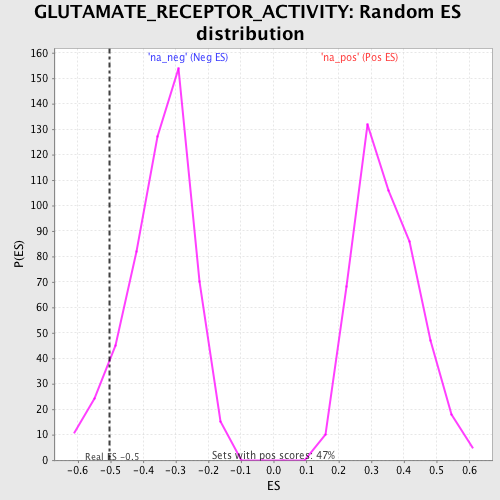 GLUTAMATE_RECEPTOR_ACTIVITY: Random ES
distribution
'na_neg' (Neg ES)
'na_pos' (Pos ES)
160
150
140
130
120
110
100
90
80
70
60
50
40
30
20
10
0
P(ES)
Real ES -0.5
Sets with pos scores: 47%
-0.6 -0.5 -0.4 -0.3 -0.2 -0.1 0.0 0.1 0.2 0.3 0.4 0.5 0.6
ES